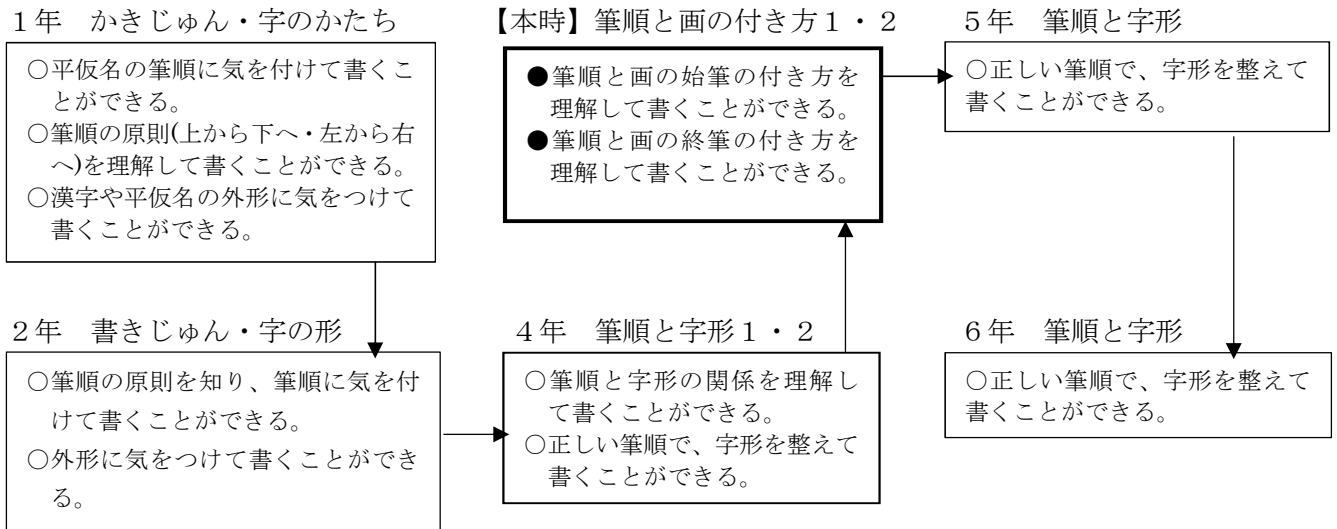 １年　かきじゅん・字のかたち
○平仮名の筆順に気を付けて書くこ
とができる。
○筆順の原則(上から下へ・左から右
へ)を理解して書くことができる。
○漢字や平仮名の外形に気をつけて
書くことができる。
２年　書きじゅん・字の形
○筆順の原則を知り、筆順に気を付
けて書くことができる。
○外形に気をつけて書くことができ
る。
４年　筆順と字形１・２
○筆順と字形の関係を理解し
て書くことができる。
○正しい筆順で、字形を整えて
書くことができる。
【本時】筆順と画の付き方１・２
●筆順と画の始筆の付き方を
理解して書くことができる。
●筆順と画の終筆の付き方を
理解して書くことができる。
５年　筆順と字形
○正しい筆順で、字形を整えて
書くことができる。
６年　筆順と字形
○正しい筆順で、字形を整えて
書くことができる。